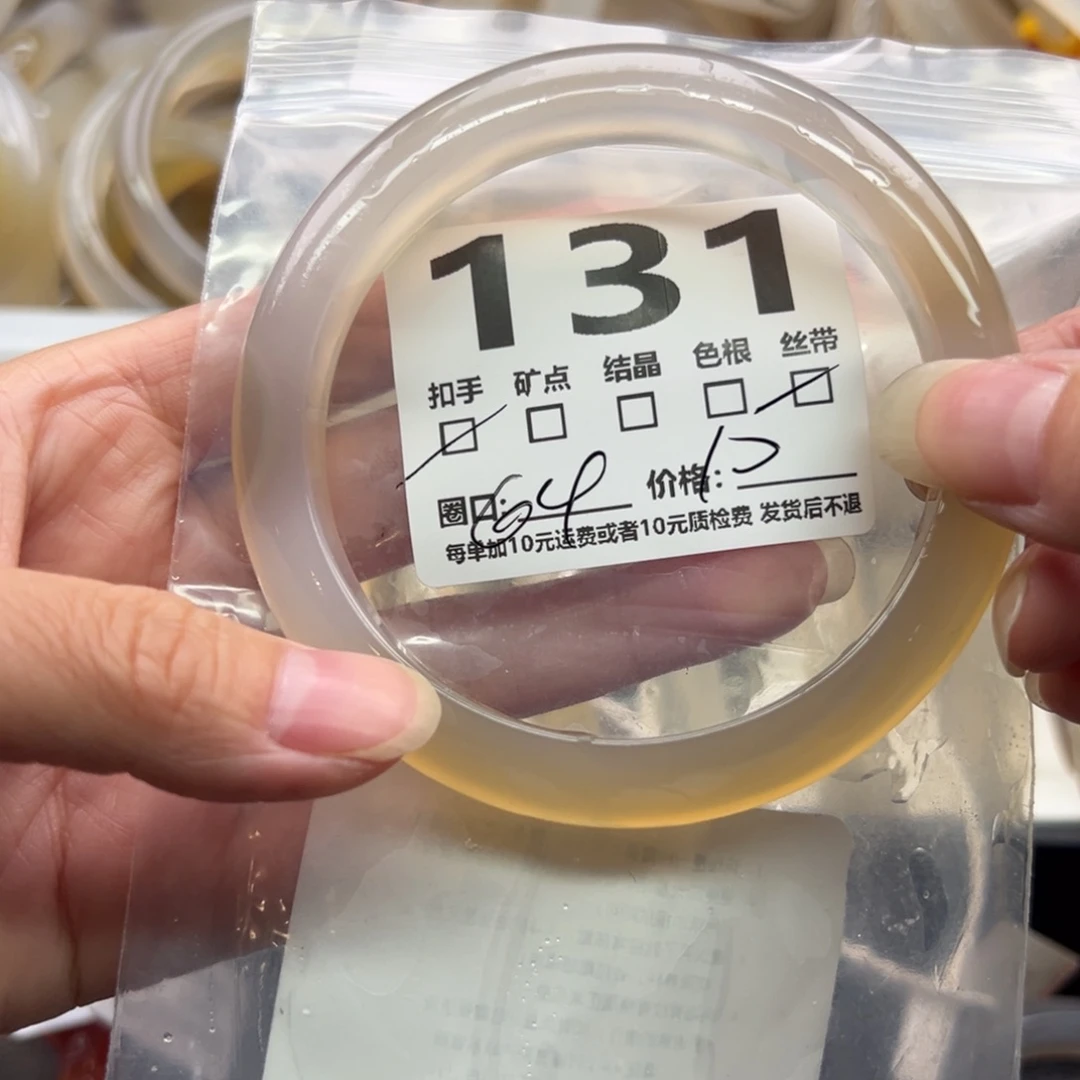 131
扣手 矿点 结晶 色根 丝带
圈口: 64 价格:
每单加10元运费或者10元质检费 发货后不退